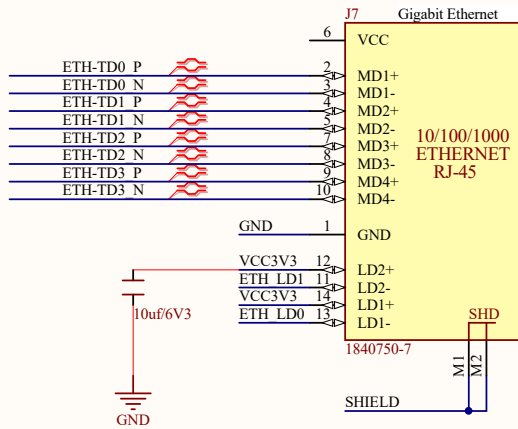 J7 Gigabit Ethernet
6 VCC
ETH-TD0_P 2 MD1+
ETH-TD0_N 3 MD1-
ETH-TD1_P 4 MD2+
ETH-TD1_N 5 MD2-
ETH-TD2_P 7 MD3+
ETH-TD2_N 8 MD3-
ETH-TD3_P 9 MD4+
ETH-TD3_N 10 MD4-
10/100/1000
ETHERNET
RJ-45
GND 1 GND
VCC3V3 12 LD2+
ETH_LD1 11 LD2-
VCC3V3 14 LD1+
ETH_LD0 13 LD1-
10uf/6V3
SHD
1840750-7
M1
M2
SHIELD
GND